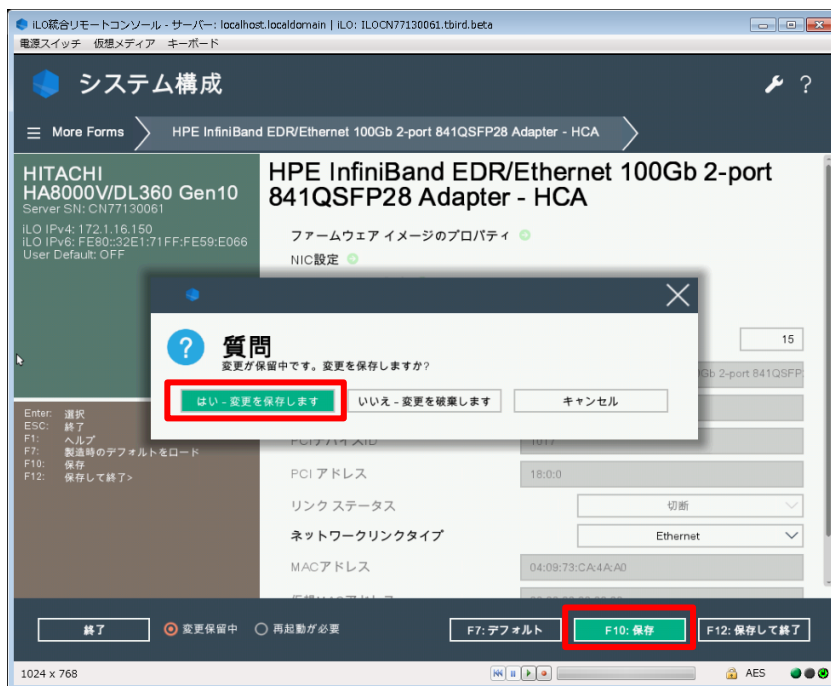 iLO統合リモートコンソール - サーバー: localhost.localdomain | iLO: ILOCN77130061.tbird.beta
電源スイッチ 仮想メディア キーボード
システム構成
?
More Forms
HPE InfiniBand EDR/Ethernet 100Gb 2-port 841QSFP28 Adapter - HCA
HITACHI
HA8000V/DL360 Gen10
Server SN: CN77130061
iLO IPv4: 172.1.16.150
iLO IPv6: FE80::32E1:71FF:FE59:E066
User Default: OFF
Enter: 選択
ESC: 終了
F1: ヘルプ
F7: 製造時のデフォルトをロード
F10: 保存
F12: 保存して終了>
HPE InfiniBand EDR/Ethernet 100Gb 2-port
841QSFP28 Adapter - HCA
ファームウェア イメージのプロパティ
NIC設定
15
Gb 2-port 841QSFP
?
質問
変更が保留中です。変更を保存しますか?
はい - 変更を保存します
いいえ - 変更を破棄します
キャンセル
PCIデバイスID
1017
PCI アドレス
18:0:0
リンク ステータス
切断
ネットワークリンクタイプ
Ethernet
MACアドレス
04:09:73:CA:4A:A0
終了
変更保留中
再起動が必要
F7: デフォルト
F10: 保存
F12: 保存して終了
1024 x 768
AES